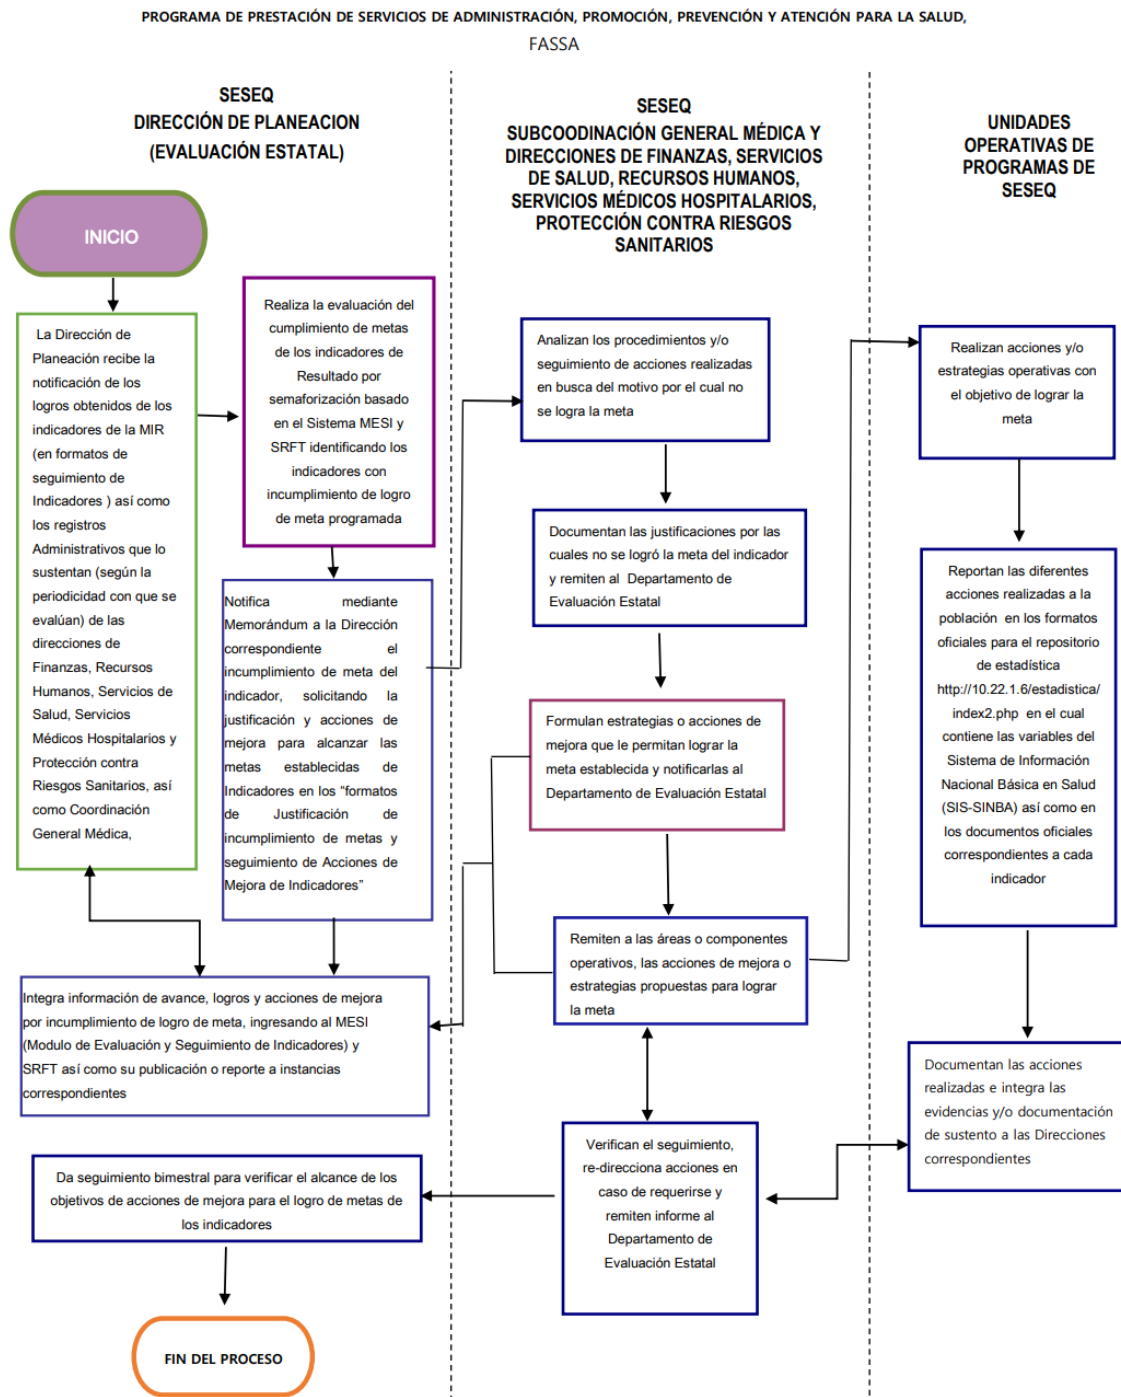 PROGRAMA DE PRESTACIÓN DE SERVICIOS DE ADMINISTRACIÓN, PROMOCIÓN, PREVENCIÓN Y ATENCIÓN PARA LA SALUD,
FASSA
SESEQ
DIRECCIÓN DE PLANEACION
(EVALUACIÓN ESTATAL)
SESEQ
SUBCOODINACIÓN GENERAL MÉDICA Y
DIRECCIONES DE FINANZAS, SERVICIOS
DE SALUD, RECURSOS HUMANOS,
SERVICIOS MÉDICOS HOSPITALARIOS,
PROTECCIÓN CONTRA RIESGOS
SANITARIOS
UNIDADES
OPERATIVAS DE
PROGRAMAS DE
SESEQ
INICIO
La Dirección de
Planeación recibe la
notificación de los
logros obtenidos de los
indicadores de la MIR
(en formatos de
seguimiento de
Indicadores ) así como
los registros
Administrativos que lo
sustentan (según la
periodicidad con que se
evalúan) de las
direcciones de
Finanzas, Recursos
Humanos, Servicios de
Salud, Servicios
Médicos Hospitalarios y
Protección contra
Riesgos Sanitarios, así
como Coordinación
General Médica,
Realiza la evaluación del
cumplimiento de metas
de los indicadores de
Resultado por
semaforización basado
en el Sistema MESI y
SRFT identificando los
indicadores con
incumplimiento de logro
de meta programada
Notifica mediante
Memorándum a la Dirección
correspondiente el
incumplimiento de meta del
indicador, solicitando la
justificación y acciones de
mejora para alcanzar las
metas establecidas de
Indicadores en los “formatos
de Justificación de
incumplimiento de metas y
seguimiento de Acciones de
Mejora de Indicadores”
Integra información de avance, logros y acciones de mejora
por incumplimiento de logro de meta, ingresando al MESI
(Modulo de Evaluación y Seguimiento de Indicadores) y
SRFT así como su publicación o reporte a instancias
correspondientes
Da seguimiento bimestral para verificar el alcance de los
objetivos de acciones de mejora para el logro de metas de
los indicadores
FIN DEL PROCESO
Analizan los procedimientos y/o
seguimiento de acciones realizadas
en busca del motivo por el cual no
se logra la meta
Documentan las justificaciones por las
cuales no se logró la meta del indicador
y remiten al Departamento de
Evaluación Estatal
Formulan estrategias o acciones de
mejora que le permitan lograr la
meta establecida y notificarlas al
Departamento de Evaluación Estatal
Remiten a las áreas o componentes
operativos, las acciones de mejora o
estrategias propuestas para lograr
la meta
Verifican el seguimiento,
re-direcciona acciones en
caso de requerirse y
remiten informe al
Departamento de
Evaluación Estatal
Realizan acciones y/o
estrategias operativas con
el objetivo de lograr la
meta
Reportan las diferentes
acciones realizadas a la
población en los formatos
oficiales para el repositorio
de estadística
http://10.22.1.6/estadistica/
index2.php en el cual
contiene las variables del
Sistema de Información
Nacional Básica en Salud
(SIS-SINBA) así como en
los documentos oficiales
correspondientes a cada
indicador
Documentan las acciones
realizadas e integra las
evidencias y/o documentación
de sustento a las Direcciones
correspondientes